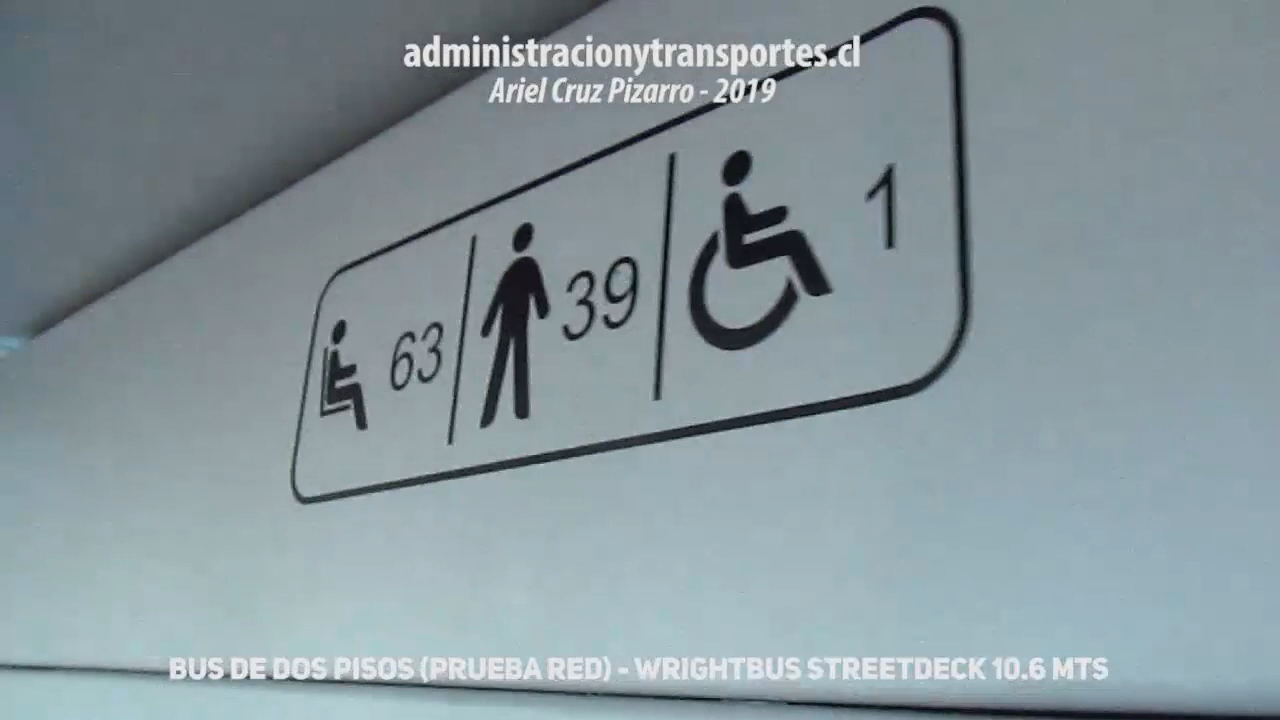 administracionytransportes.cl
Ariel Cruz Pizarro - 2019
63 39 1
BUS DE DOS PISOS (PRUEBA RED) - WRIGHTBUS STREETDECK 10.6 MTS